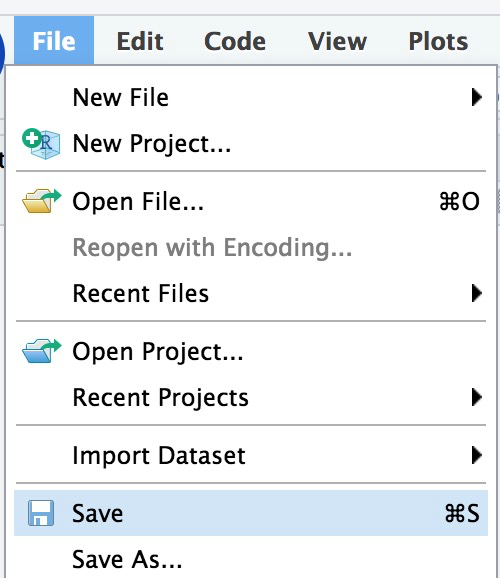 File Edit Code View Plots
New File
New Project...
Open File... ⌘O
Reopen with Encoding...
Recent Files
Open Project...
Recent Projects
Import Dataset
Save ⌘S
Save As...